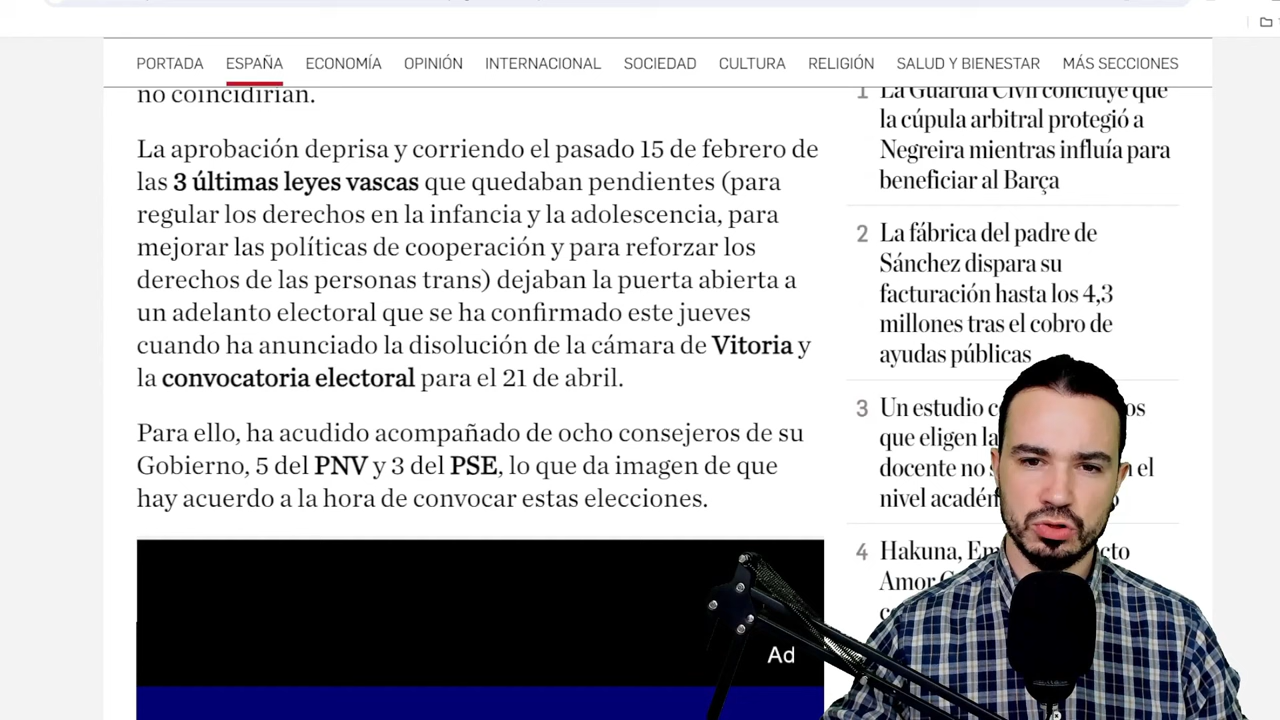 PORTADA ESPAÑA ECONOMÍA OPINIÓN INTERNACIONAL SOCIEDAD CULTURA RELIGIÓN SALUD Y BIENESTAR MÁS SECCIONES
no coincidirían.
La aprobación deprisa y corriendo el pasado 15 de febrero de
las 3 últimas leyes vascas que quedaban pendientes (para
regular los derechos en la infancia y la adolescencia, para
mejorar las políticas de cooperación y para reforzar los
derechos de las personas trans) dejaban la puerta abierta a
un adelanto electoral que se ha confirmado este jueves
cuando ha anunciado la disolución de la cámara de Vitoria y
la convocatoria electoral para el 21 de abril.
Para ello, ha acudido acompañado de ocho consejeros de su
Gobierno, 5 del PNV y 3 del PSE, lo que da imagen de que
hay acuerdo a la hora de convocar estas elecciones.
Ad
1 La Guardia Civil concluye que
la cúpula arbitral protegió a
Negreira mientras influía para
beneficiar al Barça
2 La fábrica del padre de
Sánchez dispara su
facturación hasta los 4,3
millones tras el cobro de
ayudas públicas
3 Un estudio os
que eligen la
docente no el
nivel
4 Hakuna,
Amor